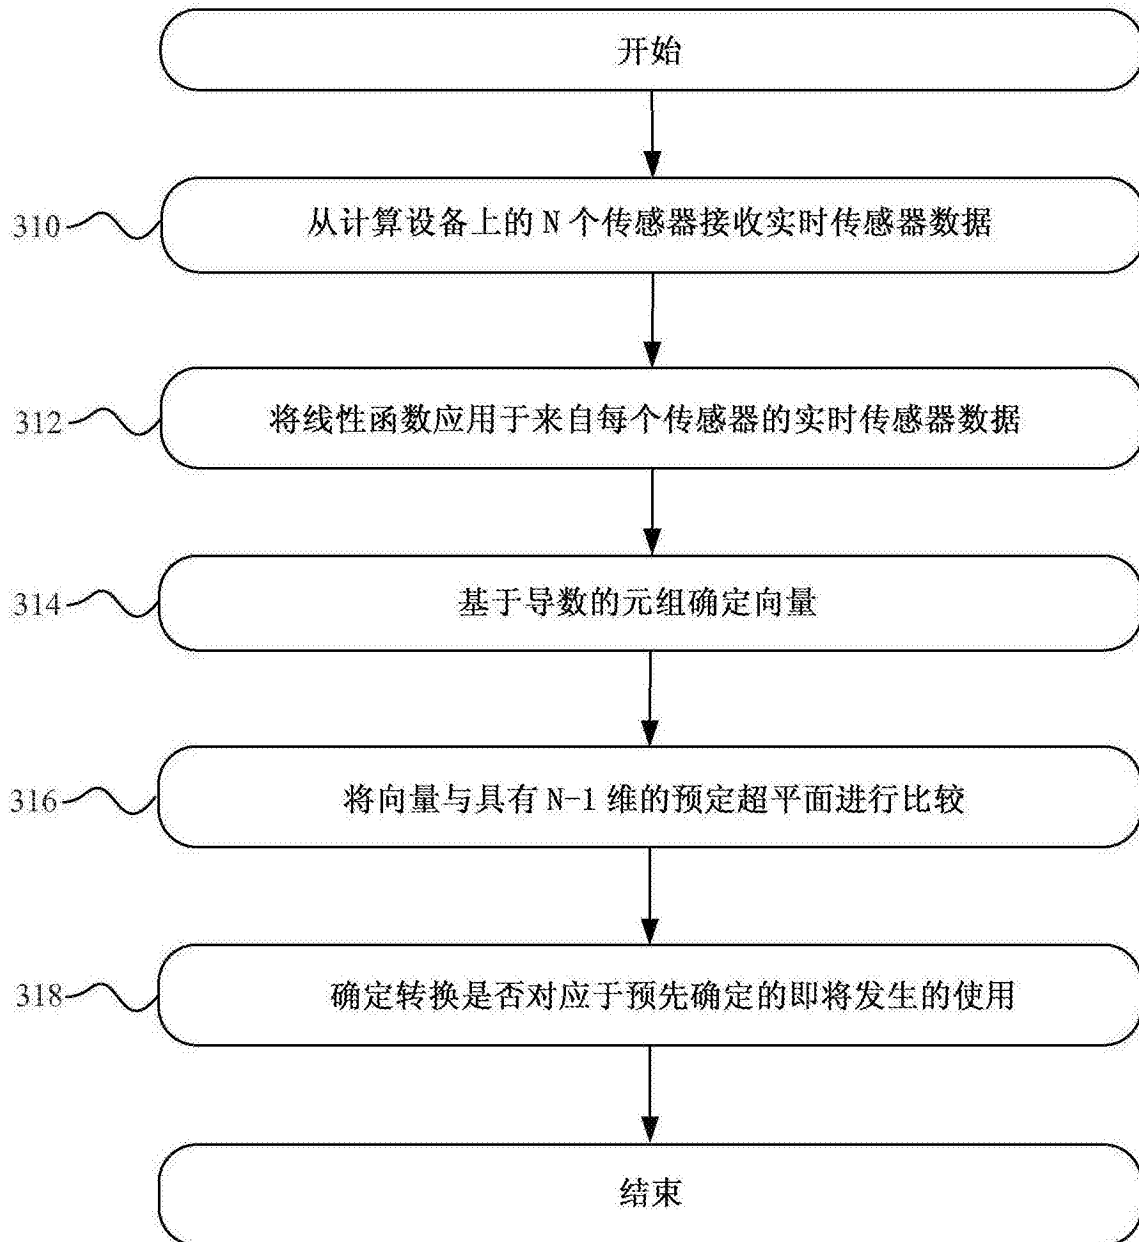 开始
310
从计算设备上的 N 个传感器接收实时传感器数据
312
将线性函数应用于来自每个传感器的实时传感器数据
314
基于导数的元组确定向量
316
将向量与具有 N-1 维的预定超平面进行比较
318
确定转换是否对应于预先确定的即将发生的使用
结束